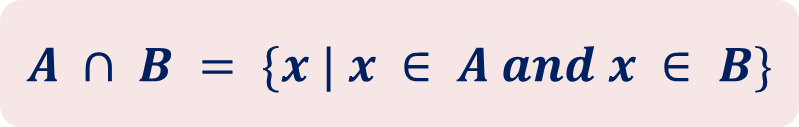 A ∩ B = {x | x ∈ A and x ∈ B}